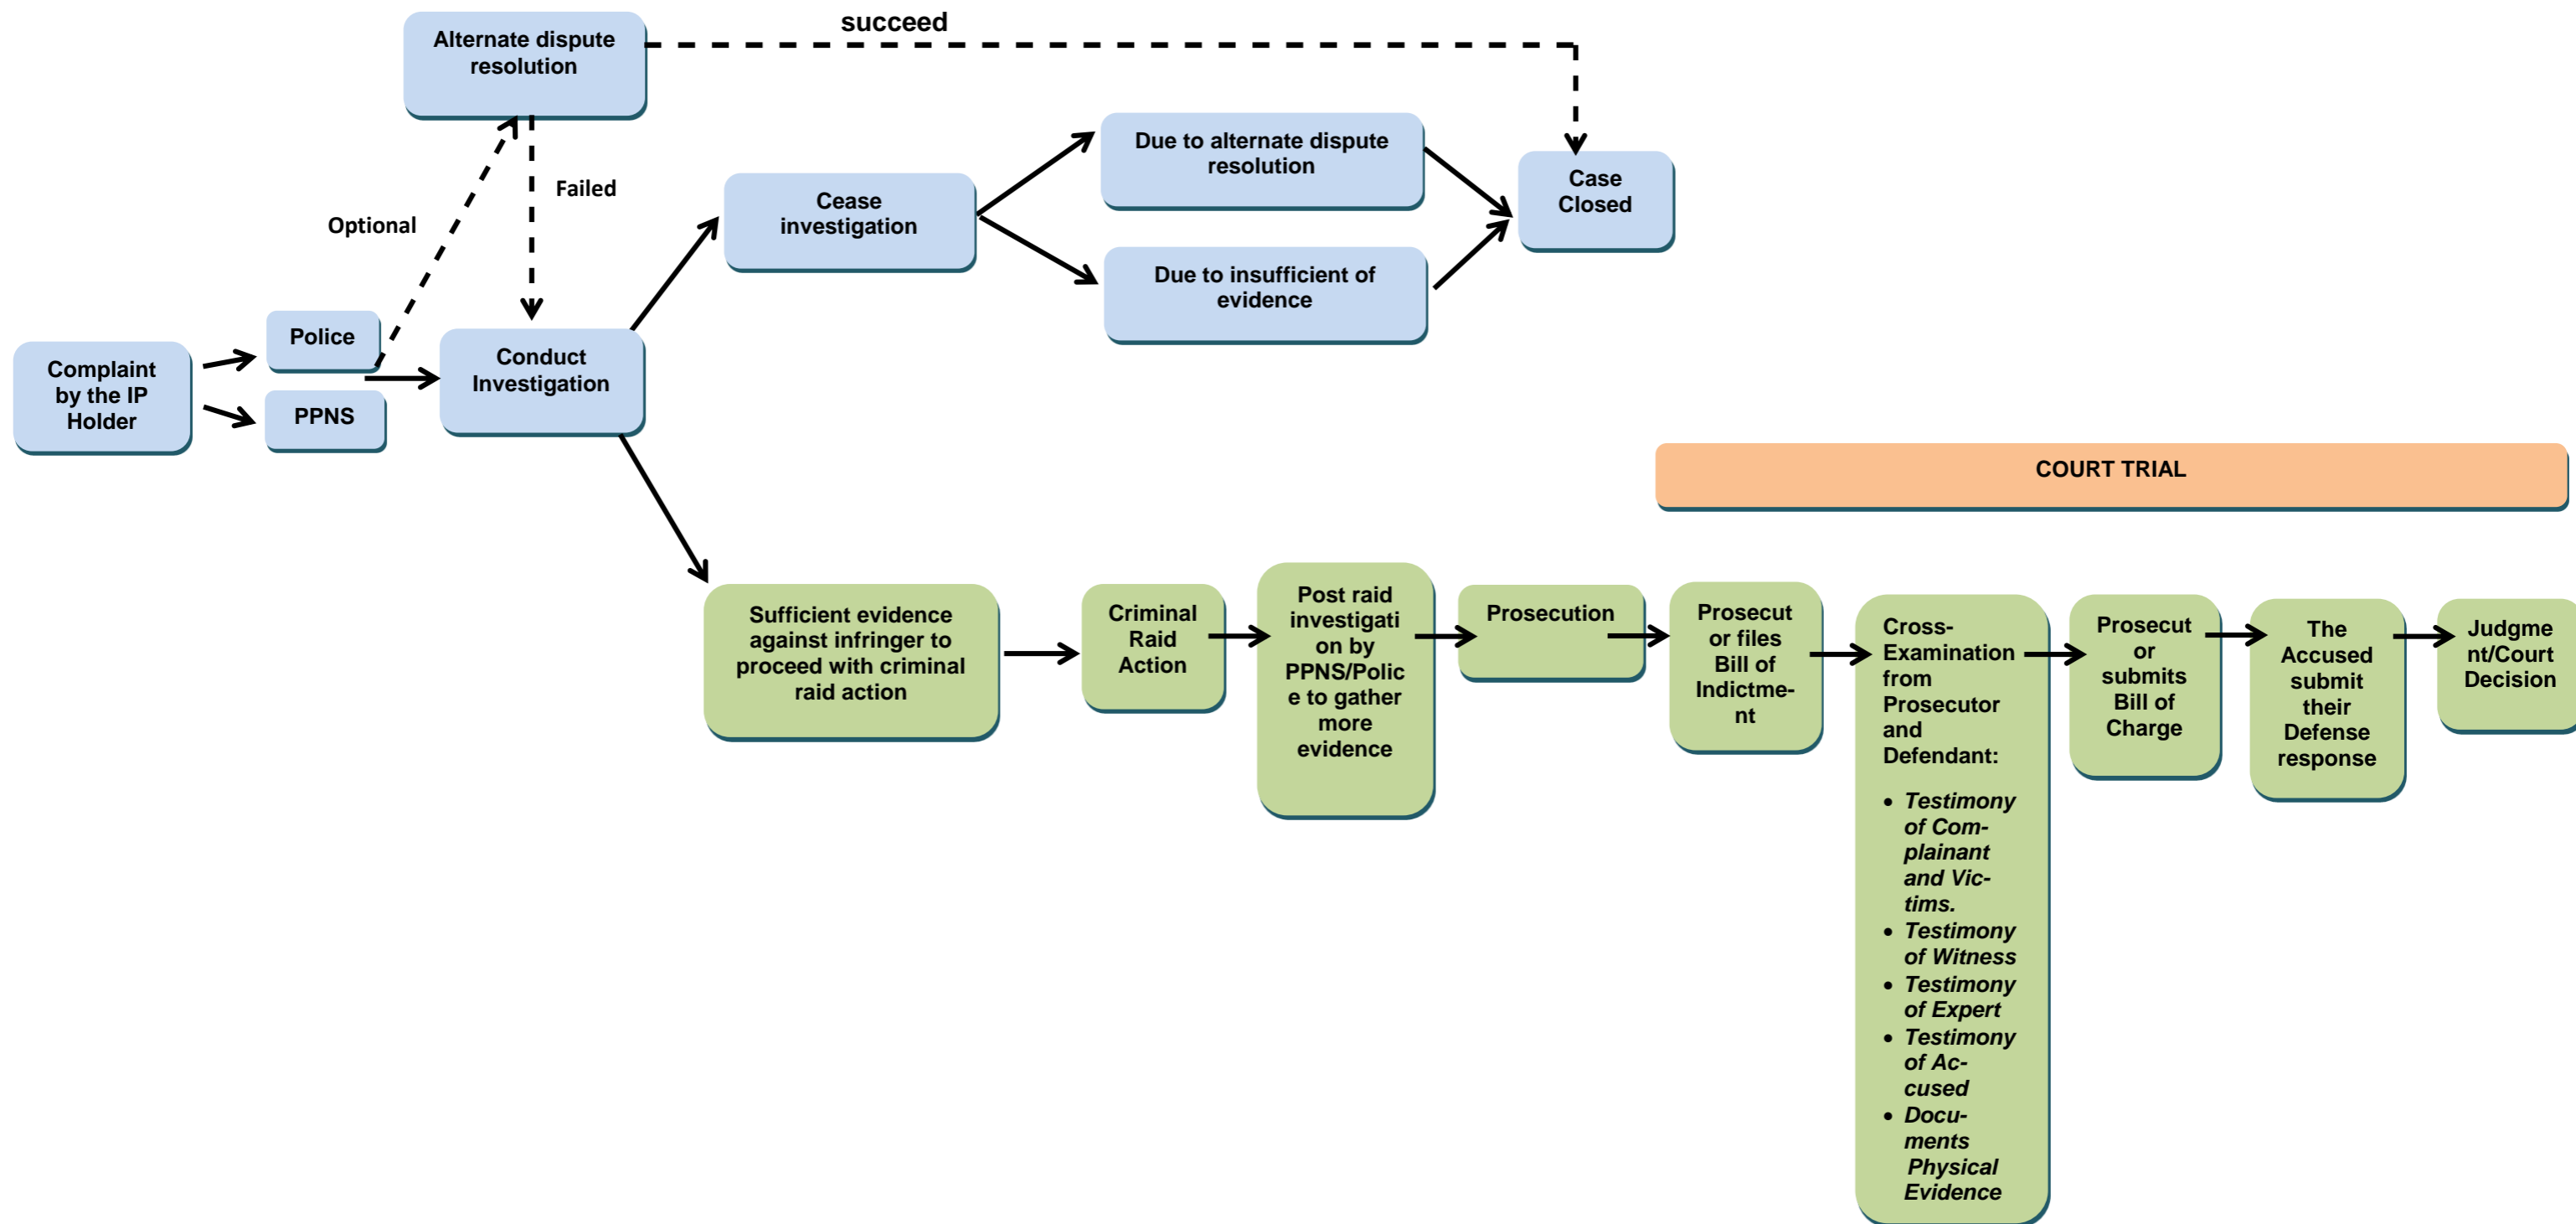 succeed
Alternate dispute
resolution
Failed
Optional
Due to alternate dispute
resolution
Case
Closed
Cease
investigation
Due to insufficient of
evidence
Police
Complaint
by the IP
Holder
PPNS
Conduct
Investigation
COURT TRIAL
Sufficient evidence
against infringer to
proceed with criminal
raid action
Criminal
Raid
Action
Post raid
investigati
on by
PPNS/Polic
e to gather
more
evidence
Prosecution
Prosecut
or files
Bill of
Indictme-
nt
Cross-
Examination
from
Prosecutor
and
Defendant:
• Testimony
of Com-
plainant
and Vic-
tims.
• Testimony
of Witness
• Testimony
of Expert
• Testimony
of Ac-
cused
• Docu-
ments
Physical
Evidence
Prosecut
or
submits
Bill of
Charge
The
Accused
submit
their
Defense
response
Judgme
nt/Court
Decision